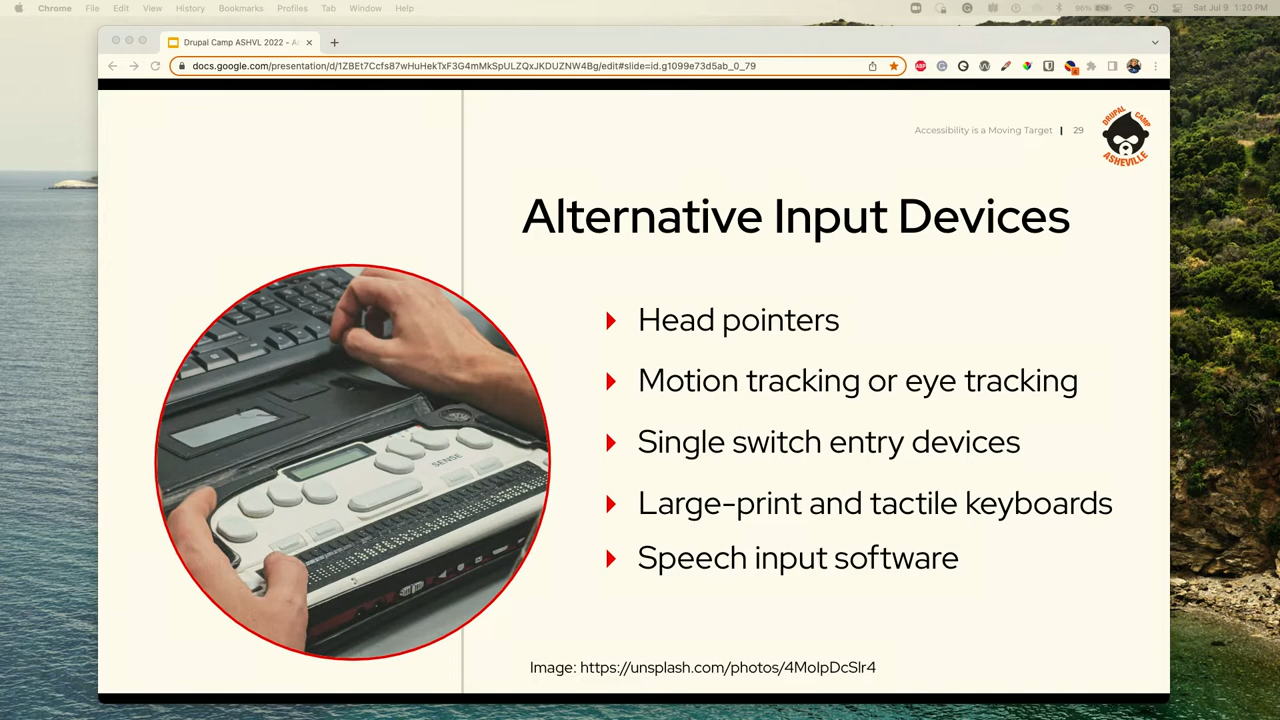 Chrome File Edit View History Bookmarks Profiles Tab Window Help
96% Sat Jul 9 1:20 PM
Drupal Camp ASHVL 2022 - A
docs.google.com/presentation/d/1ZBEt7Ccfs87wHuHekTxF3G4mMkSpULZQxJKDUZNW4Bg/edit#slide=id.g1099e73d5ab_0_79
ABP
Accessibility is a Moving Target | 29
DRUPAL CAMP
ASHEVILLE
Alternative Input Devices
Head pointers
Motion tracking or eye tracking
Single switch entry devices
Large-print and tactile keyboards
Speech input software
SENSE
Image: https://unsplash.com/photos/4MoIpDcSlr4